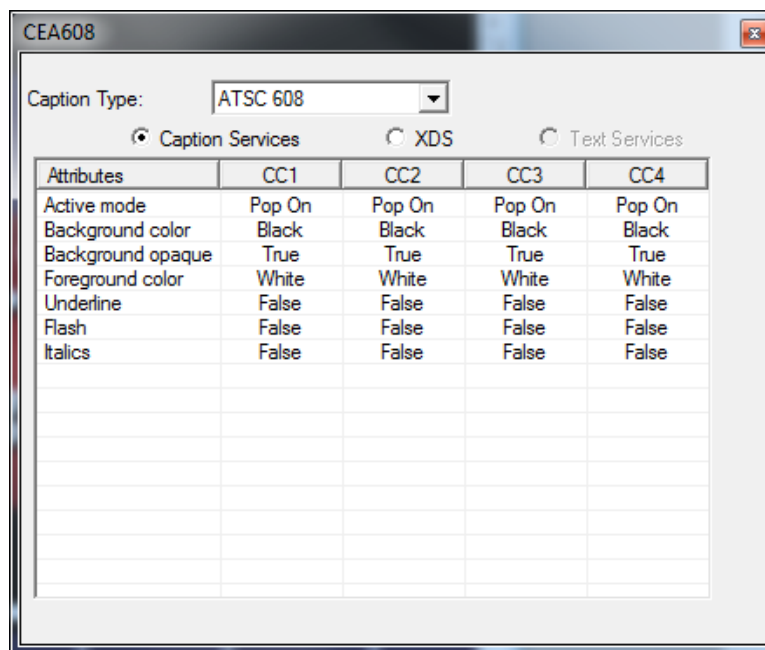 CEA608
Caption Type: ATSC 608
Caption Services XDS Text Services
Attributes CC1 CC2 CC3 CC4
Active mode Pop On Pop On Pop On Pop On
Background color Black Black Black Black
Background opaque True True True True
Foreground color White White White White
Underline False False False False
Flash False False False False
Italics False False False False